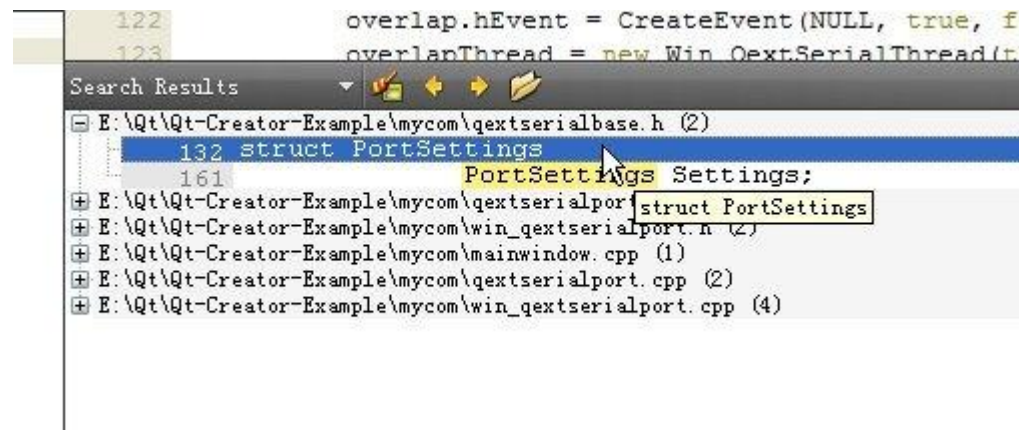 122 overlap.hEvent = CreateEvent(NULL, true, f
123 overlapThread = new Win_QextSerialThread(t
Search Results
E:\Qt\Qt-Creator-Example\mycom\qextserialbase.h (2)
132 struct PortSettings
161 PortSettings Settings;
E:\Qt\Qt-Creator-Example\mycom\qextserialpor
struct PortSettings
E:\Qt\Qt-Creator-Example\mycom\win_qextserialport.h (2)
E:\Qt\Qt-Creator-Example\mycom\mainwindow.cpp (1)
E:\Qt\Qt-Creator-Example\mycom\qextserialport.cpp (2)
E:\Qt\Qt-Creator-Example\mycom\win_qextserialport.cpp (4)